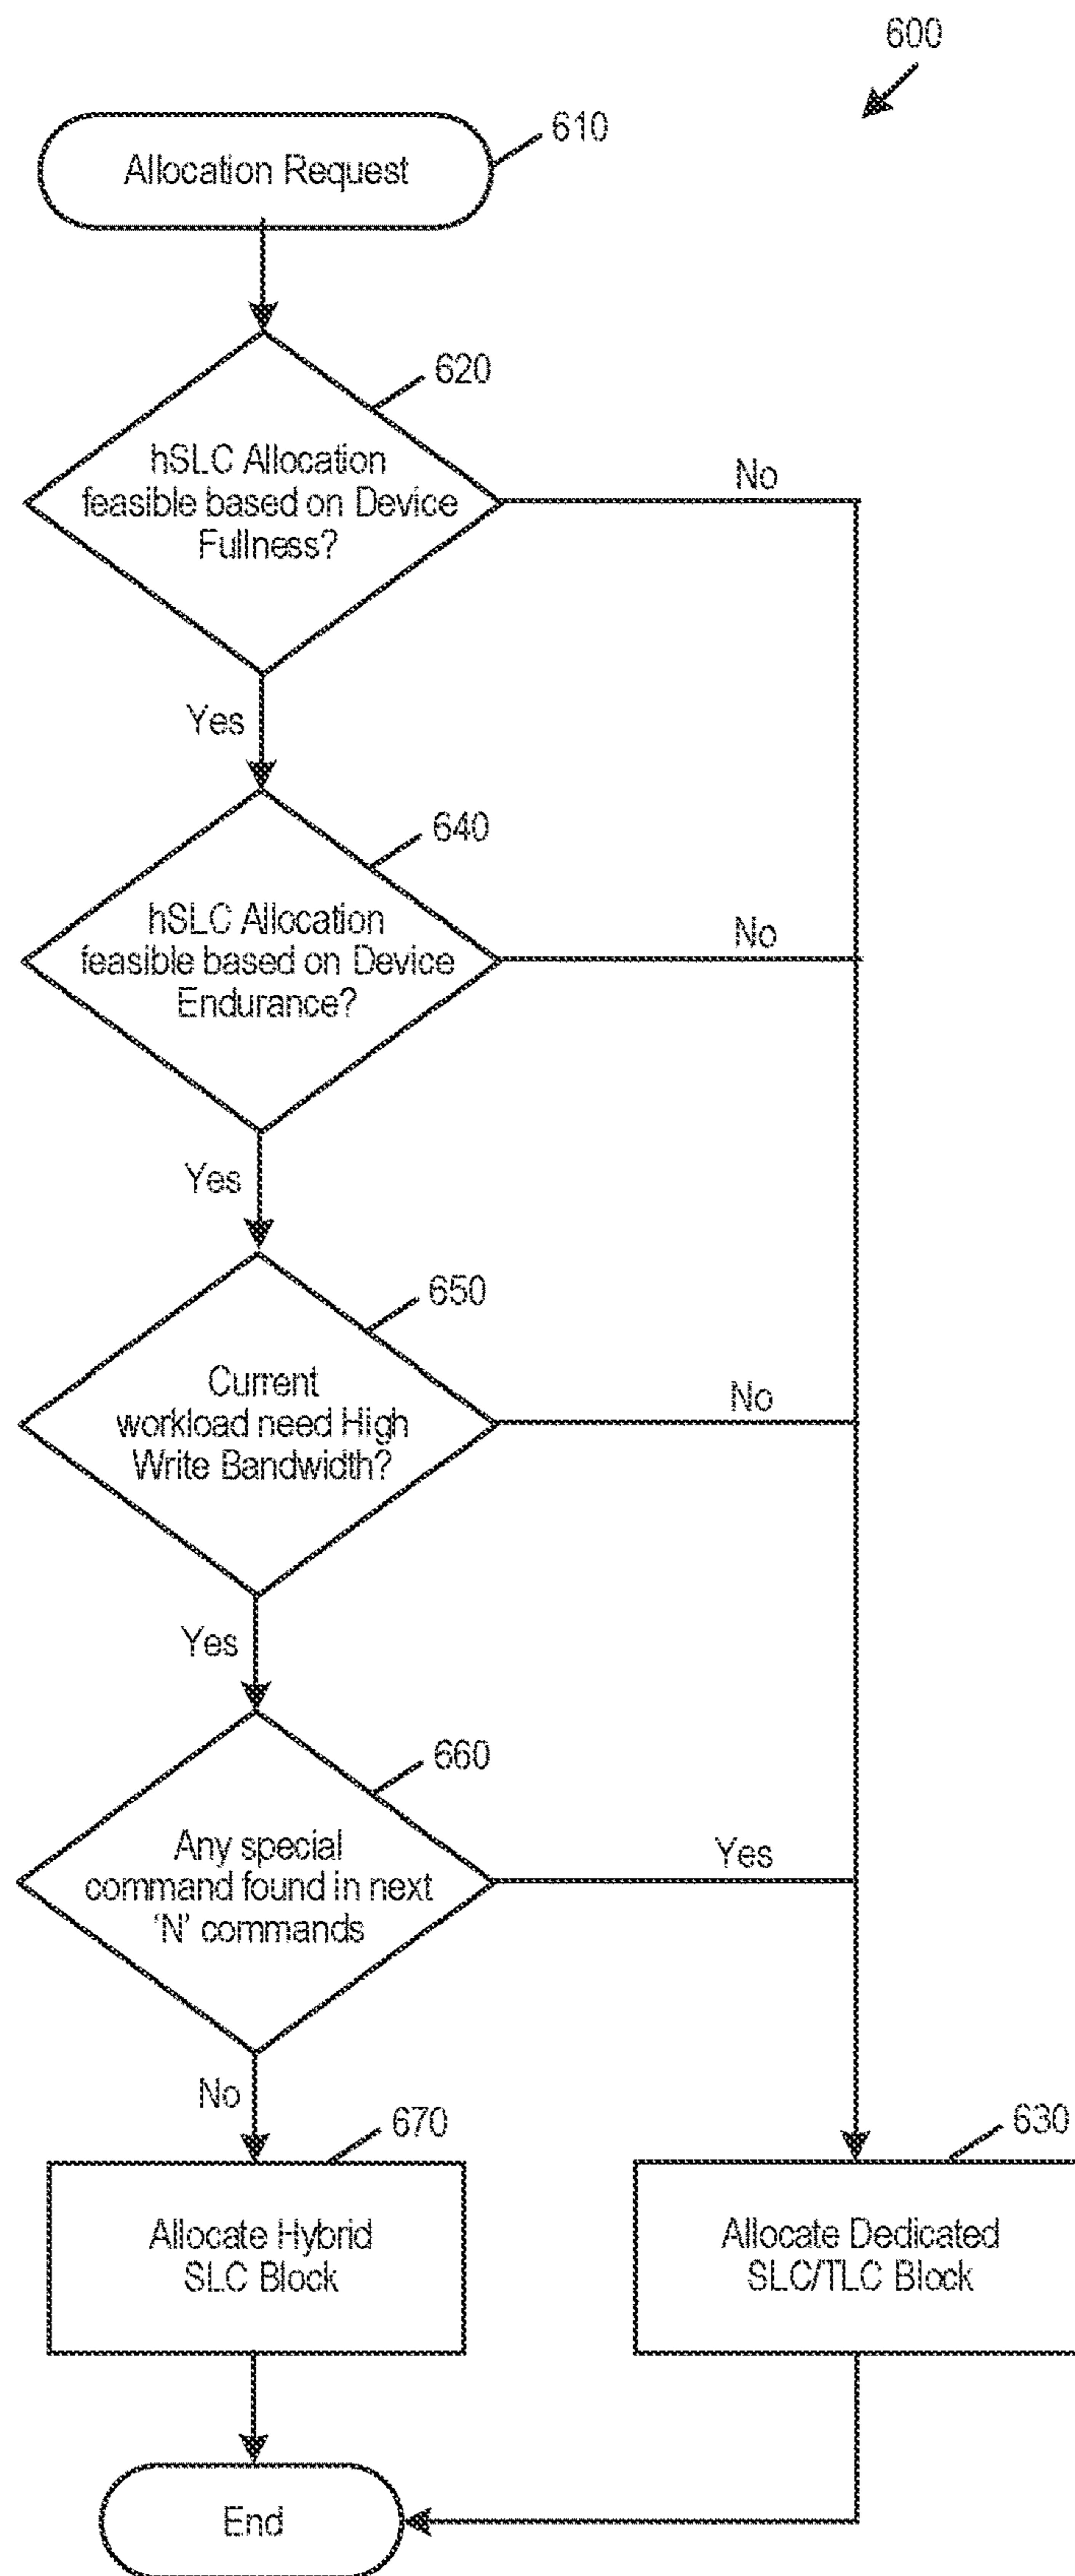 600
610
Allocation Request
620
hSLC Allocation
feasible based on Device
Fullness?
No
Yes
640
hSLC Allocation
feasible based on Device
Endurance?
No
Yes
650
Current
workload need High
Write Bandwidth?
No
Yes
660
Any special
command found in next
'N' commands
Yes
No
670
630
Allocate Hybrid
SLC Block
Allocate Dedicated
SLC/TLC Block
End